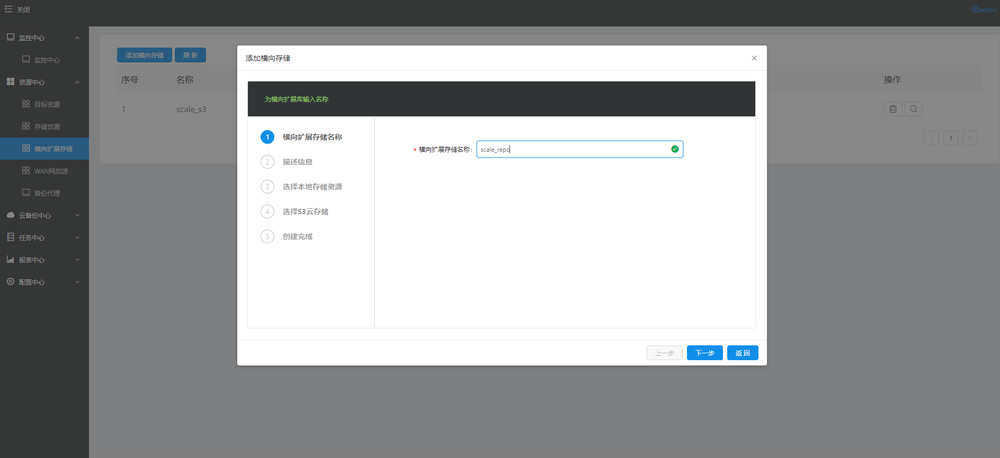 关闭
admin
监控中心
监控中心
资源中心
目标资源
存储资源
横向扩展存储
WAN网加速
备份代理
云备份中心
任务中心
报表中心
配置中心
添加横向存储
刷 新
序号
名称
操作
1
scale_s3
1
添加横向存储
为横向扩展库输入名称
1 横向扩展存储名称
2 描述信息
3 选择本地存储资源
4 选择S3云存储
5 创建完成
* 横向扩展存储名称:
scale_repo
上一步
下一步
返 回